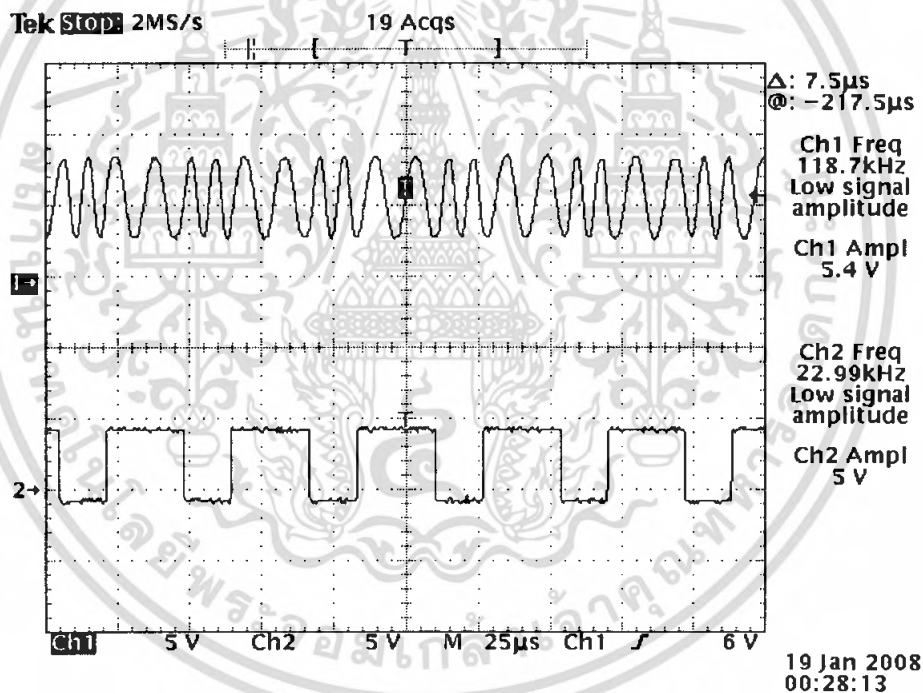 Tek Stop: 2MS/s 19 Acqs
Δ: 7.5µs
@: −217.5µs
Ch1 Freq
118.7kHz
Low signal
amplitude
Ch1 Ampl
5.4 V
Ch2 Freq
22.99kHz
Low signal
amplitude
Ch2 Ampl
5 V
1→
2→
Ch1 5 V Ch2 5 V M 25µs Ch1 6 V
19 Jan 2008
00:28:13